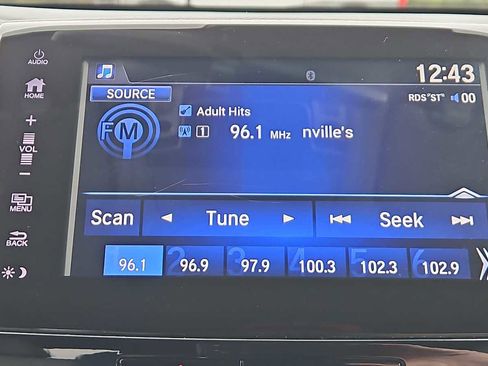 AUDIO
12:43
SOURCE
RDS"ST" 00
HOME
Adult Hits
FM
1 96.1 MHz nville's
+
VOL
−
MENU
Scan Tune Seek
BACK
1 2 3 4 5 6
96.1 96.9 97.9 100.3 102.3 102.9